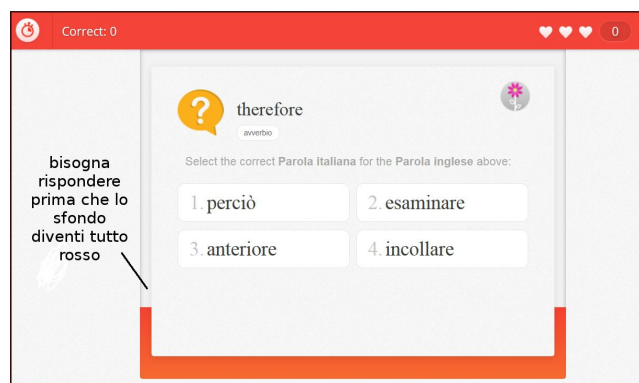 Correct: 0
0
?
therefore
avverbio
Select the correct Parola italiana for the Parola inglese above:
1. perciò
2. esaminare
3. anteriore
4. incollare
bisogna
rispondere
prima che lo
sfondo
diventi tutto
rosso